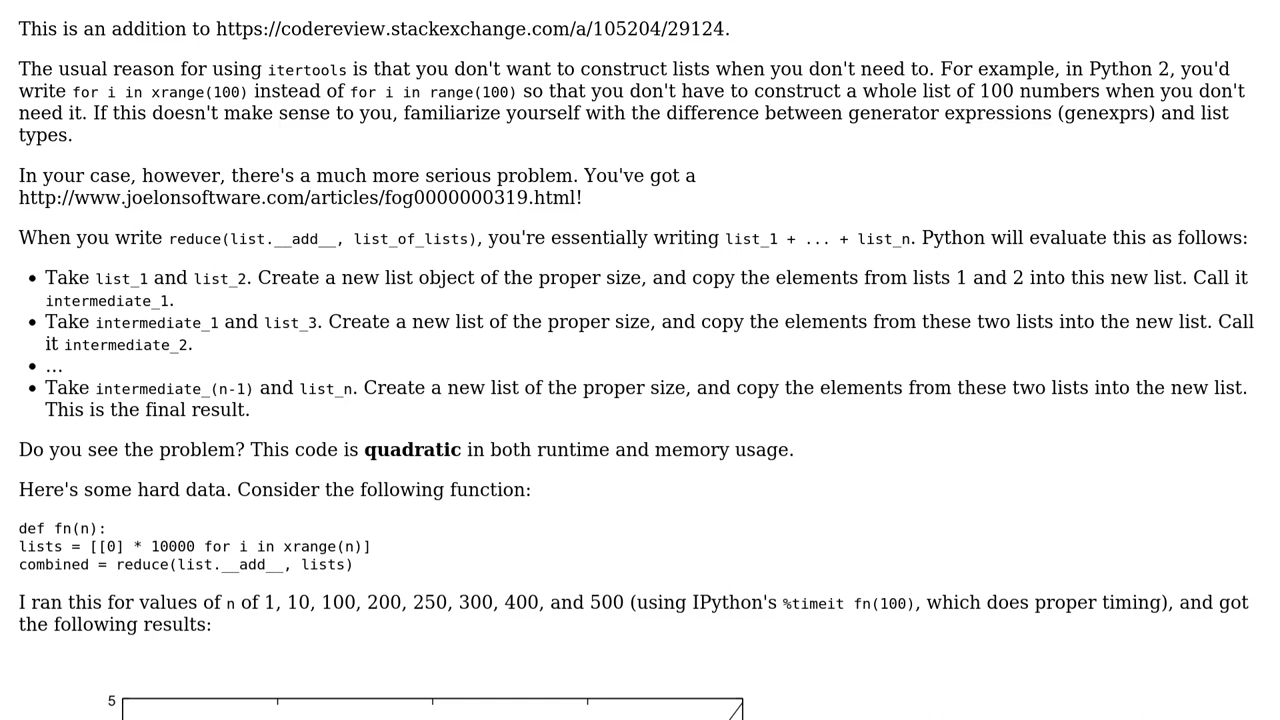 This is an addition to https://codereview.stackexchange.com/a/105204/29124.
The usual reason for using itertools is that you don't want to construct lists when you don't need to. For example, in Python 2, you'd
write for i in xrange(100) instead of for i in range(100) so that you don't have to construct a whole list of 100 numbers when you don't
need it. If this doesn't make sense to you, familiarize yourself with the difference between generator expressions (genexprs) and list
types.
In your case, however, there's a much more serious problem. You've got a
http://www.joelonsoftware.com/articles/fog0000000319.html!
When you write reduce(list.__add__, list_of_lists), you're essentially writing list_1 + ... + list_n. Python will evaluate this as follows:
• Take list_1 and list_2. Create a new list object of the proper size, and copy the elements from lists 1 and 2 into this new list. Call it
intermediate_1.
• Take intermediate_1 and list_3. Create a new list of the proper size, and copy the elements from these two lists into the new list. Call
it intermediate_2.
• ...
• Take intermediate_(n-1) and list_n. Create a new list of the proper size, and copy the elements from these two lists into the new list.
This is the final result.
Do you see the problem? This code is quadratic in both runtime and memory usage.
Here's some hard data. Consider the following function:
def fn(n):
lists = [[0] * 10000 for i in xrange(n)]
combined = reduce(list.__add__, lists)
I ran this for values of n of 1, 10, 100, 200, 250, 300, 400, and 500 (using IPython's %timeit fn(100), which does proper timing), and got
the following results:
5